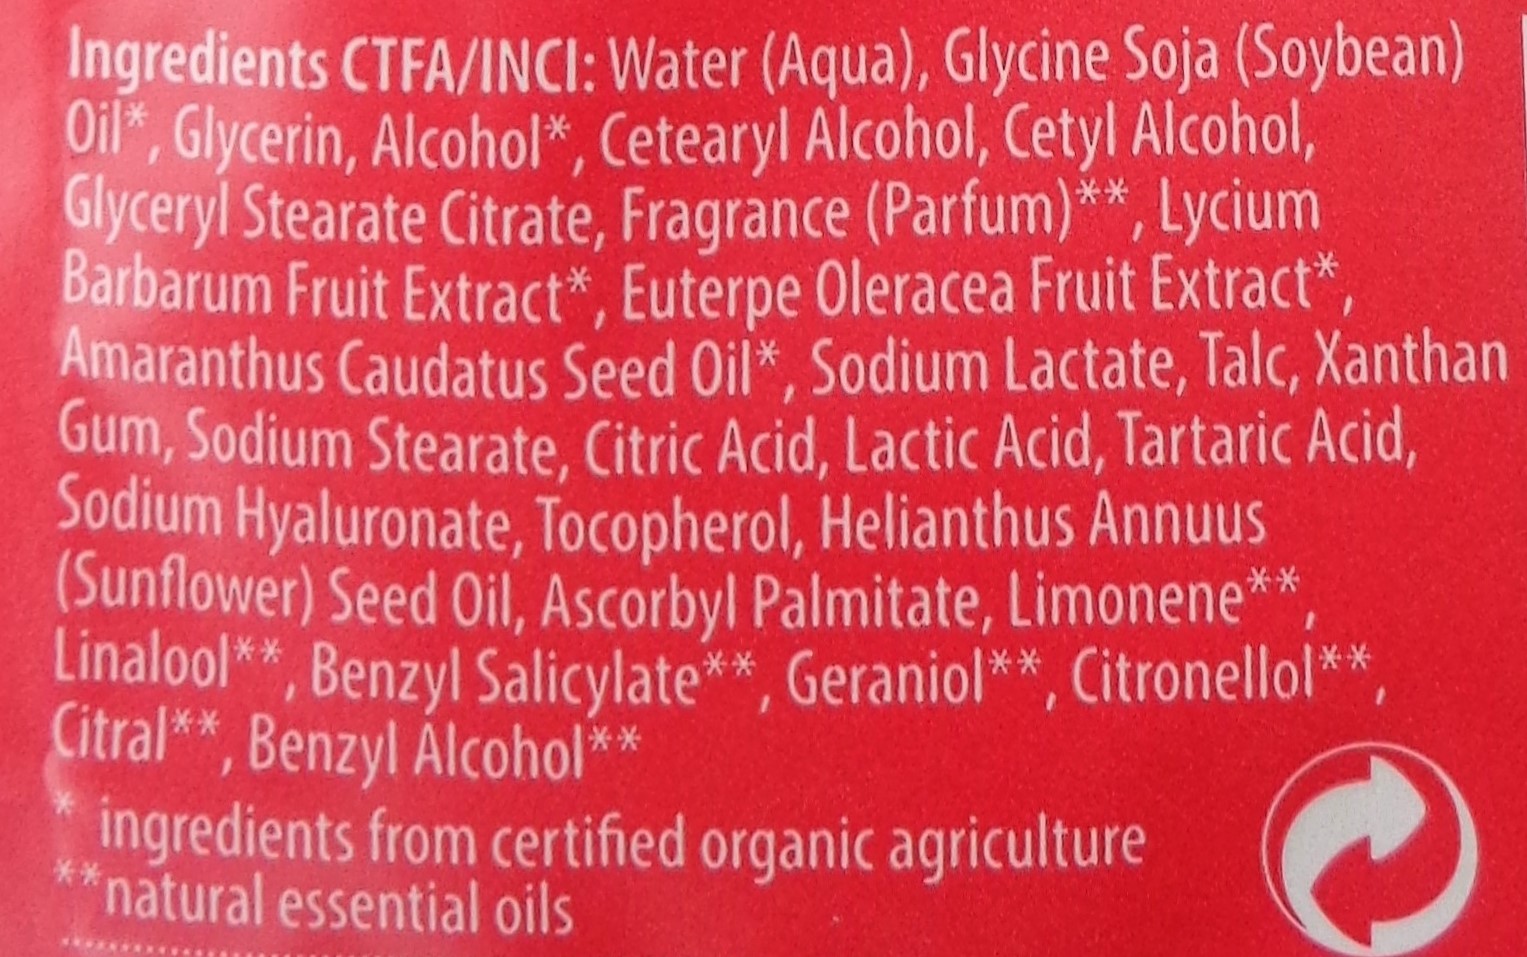 Ingredients CTFA/INCI: Water (Aqua), Glycine Soja (Soybean)
Oil*, Glycerin, Alcohol*, Cetearyl Alcohol, Cetyl Alcohol,
Glyceryl Stearate Citrate, Fragrance (Parfum)**, Lycium
Barbarum Fruit Extract*, Euterpe Oleracea Fruit Extract*,
Amaranthus Caudatus Seed Oil*, Sodium Lactate, Talc, Xanthan
Gum, Sodium Stearate, Citric Acid, Lactic Acid, Tartaric Acid,
Sodium Hyaluronate, Tocopherol, Helianthus Annuus
(Sunflower) Seed Oil, Ascorbyl Palmitate, Limonene**,
Linalool**, Benzyl Salicylate**, Geraniol**, Citronellol**,
Citral**, Benzyl Alcohol**
* ingredients from certified organic agriculture
**natural essential oils